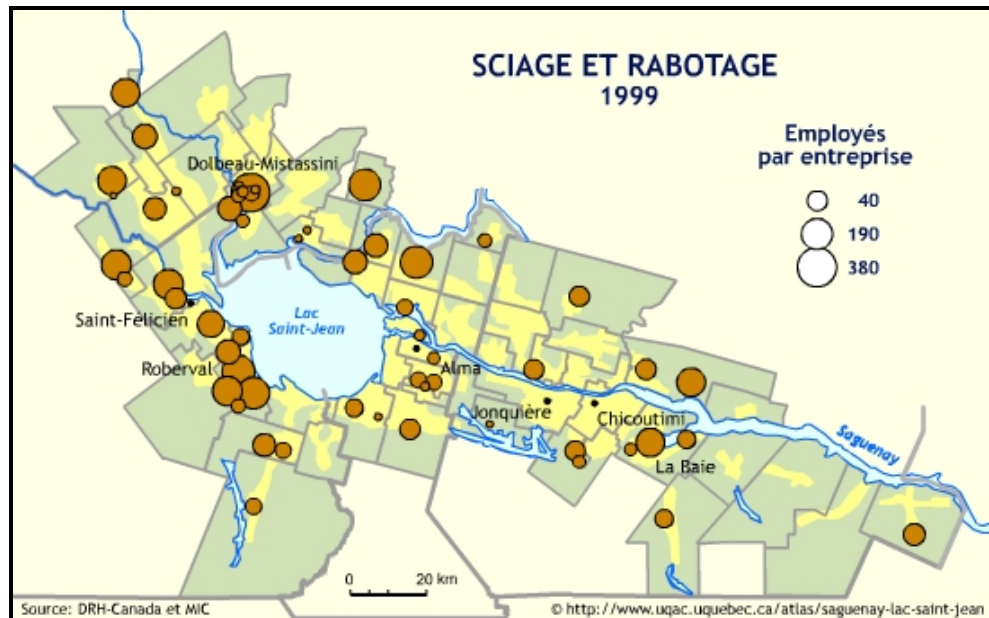 SCIAGE ET RABOTAGE
1999
Employés
par entreprise
40
190
380
Dolbeau-Mistassini
Lac
Saint-Jean
Saint-Félicien
Roberval
Alma
Jonquière
Chicoutimi
La Baie
Saguenay
0 20 km
Source: DRH-Canada et MIC
© http://www.uqac.uquebec.ca/atlas/saguenay-lac-saint-jean